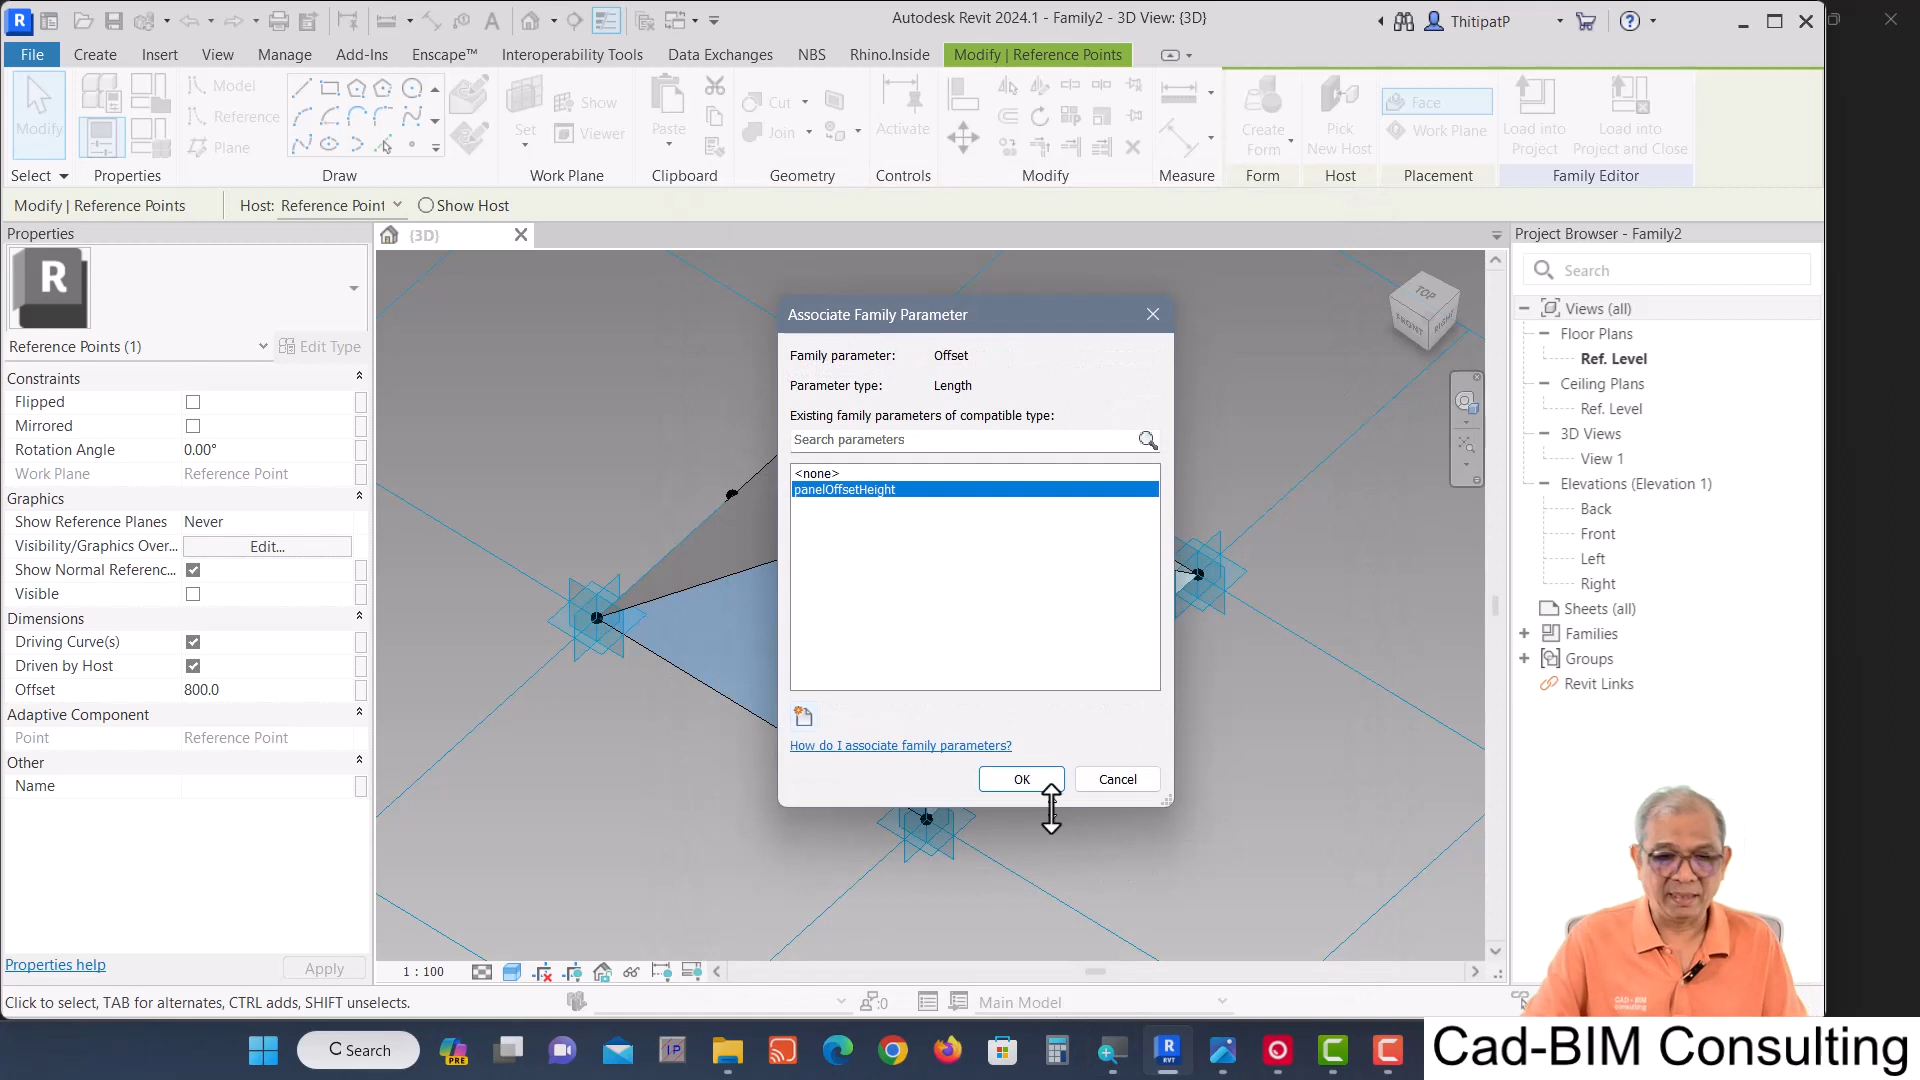 Autodesk Revit 2024.1 - Family2 - 3D View: {3D}
ThitipatP
File Create Insert View Manage Add-Ins Enscape™ Interoperability Tools Data Exchanges NBS Rhino.Inside Modify | Reference Points
Modify
Model
Reference
Plane
Set
Show
Viewer
Paste
Cut
Join
Activate
Create Form
Pick New Host
Face
Work Plane
Load into Project
Load into Project and Close
Select Properties Draw Work Plane Clipboard Geometry Controls Modify Measure Form Host Placement Family Editor
Modify | Reference Points Host: Reference Point Show Host
Properties
R
Reference Points (1) Edit Type
Constraints
Flipped
Mirrored
Rotation Angle 0.00°
Work Plane Reference Point
Graphics
Show Reference Planes Never
Visibility/Graphics Over... Edit...
Show Normal Referenc...
Visible
Dimensions
Driving Curve(s)
Driven by Host
Offset 800.0
Adaptive Component
Point Reference Point
Other
Name
Properties help Apply
{3D}
TOP
FRONT
RIGHT
Associate Family Parameter
Family parameter: Offset
Parameter type: Length
Existing family parameters of compatible type:
Search parameters
<none>
panelOffsetHeight
How do I associate family parameters?
OK Cancel
1 : 100
Project Browser - Family2
Search
Views (all)
Floor Plans
Ref. Level
Ceiling Plans
Ref. Level
3D Views
View 1
Elevations (Elevation 1)
Back
Front
Left
Right
Sheets (all)
Families
Groups
Revit Links
Click to select, TAB for alternates, CTRL adds, SHIFT unselects.
:0
Main Model
CAD - BIM
consulting
Search
PRE
IP
R
RVT
Cad-BIM Consulting